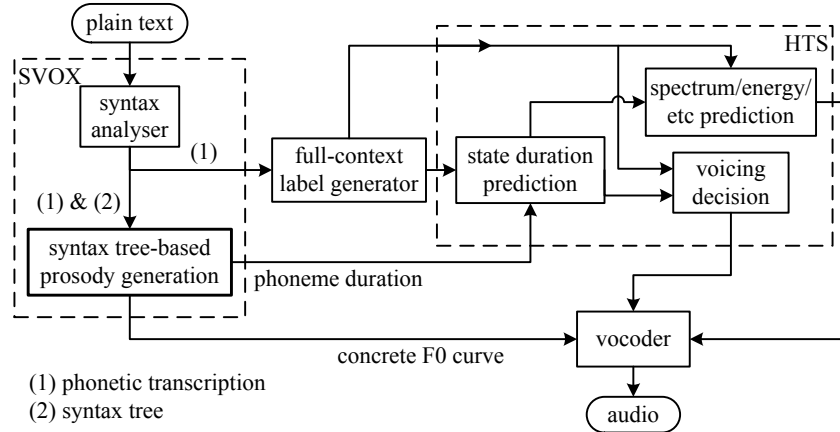 plain text
SVOX
HTS
syntax
analyser
spectrum/energy/
etc prediction
(1)
full-context
label generator
state duration
prediction
voicing
decision
(1) & (2)
syntax tree-based
prosody generation
phoneme duration
concrete F0 curve
vocoder
(1) phonetic transcription
(2) syntax tree
audio